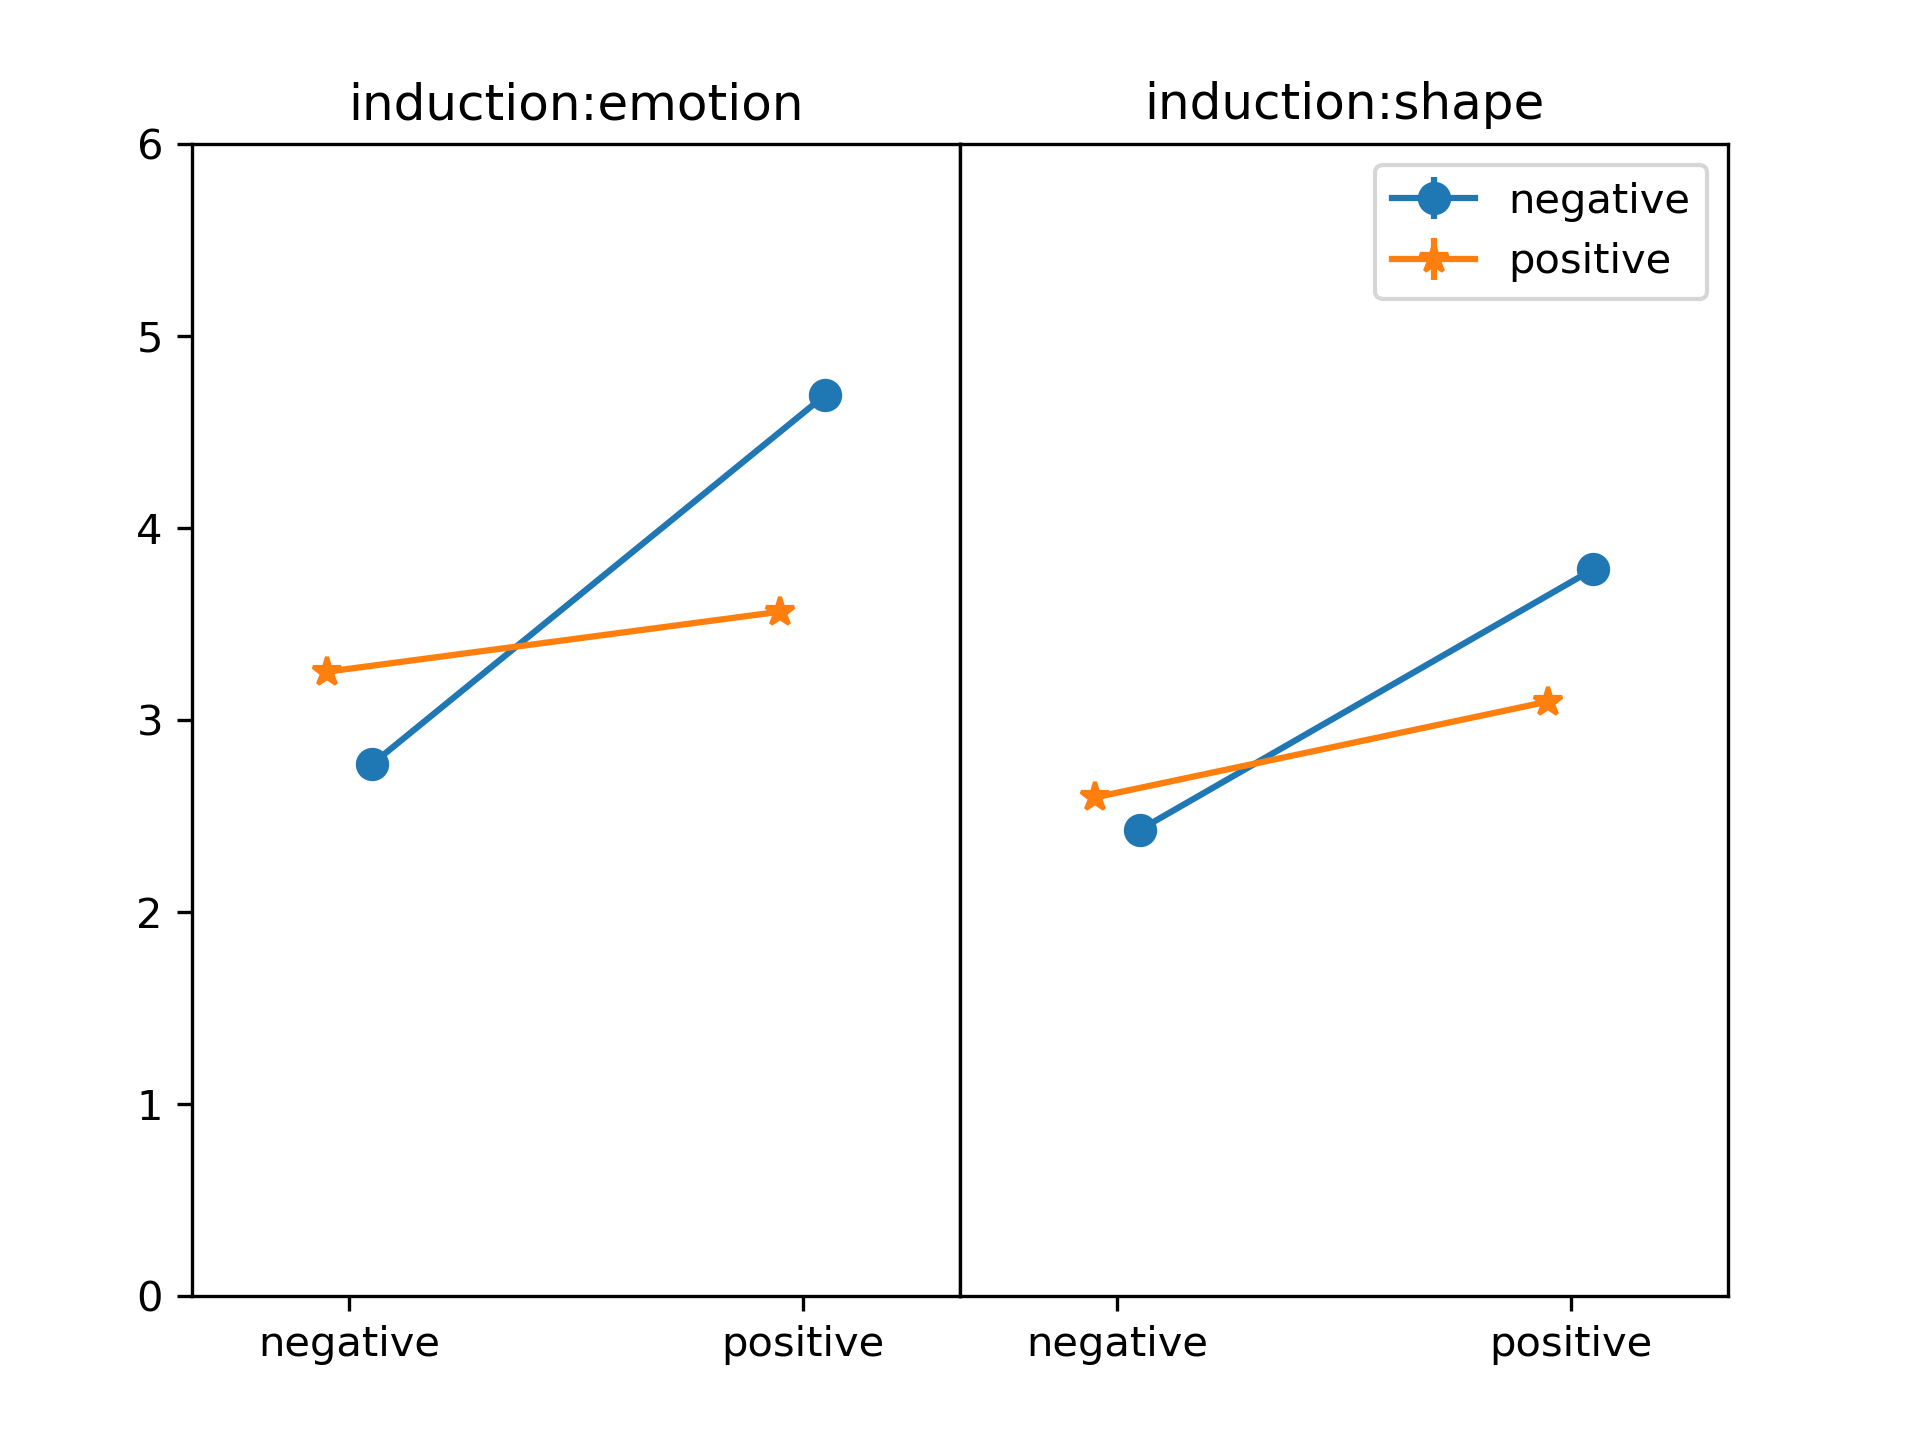 induction:emotion
induction:shape
6
5
4
3
2
1
0
negative
positive
negative
positive
negative
positive